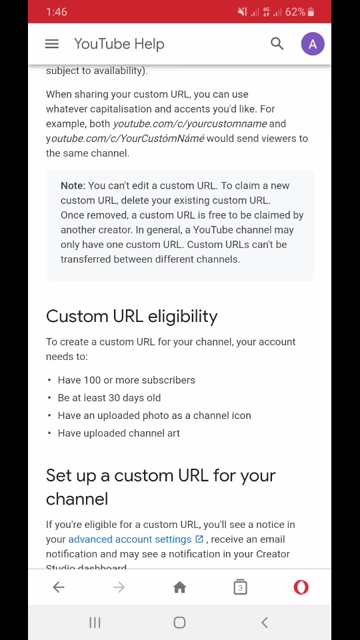 1:46
62%
YouTube Help
A
subject to availability).
When sharing your custom URL, you can use
whatever capitalisation and accents you'd like. For
example, both youtube.com/c/yourcustomname and
youtube.com/c/YourCustómNámé would send viewers to
the same channel.
Note: You can't edit a custom URL. To claim a new
custom URL, delete your existing custom URL.
Once removed, a custom URL is free to be claimed by
another creator. In general, a YouTube channel may
only have one custom URL. Custom URLs can't be
transferred between different channels.
Custom URL eligibility
To create a custom URL for your channel, your account
needs to:
• Have 100 or more subscribers
• Be at least 30 days old
• Have an uploaded photo as a channel icon
• Have uploaded channel art
Set up a custom URL for your
channel
If you're eligible for a custom URL, you'll see a notice in
your advanced account settings , receive an email
notification and may see a notification in your Creator
Studio dashboard.
3